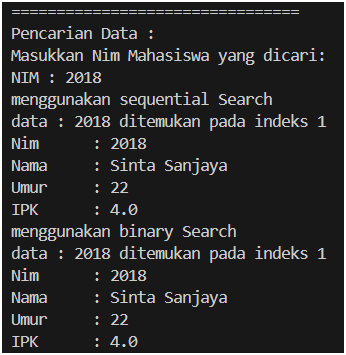 ================================
Pencarian Data :
Masukkan Nim Mahasiswa yang dicari:
NIM : 2018
menggunakan sequential Search
data : 2018 ditemukan pada indeks 1
Nim      : 2018
Nama     : Sinta Sanjaya
Umur     : 22
IPK      : 4.0
menggunakan binary Search
data : 2018 ditemukan pada indeks 1
Nim      : 2018
Nama     : Sinta Sanjaya
Umur     : 22
IPK      : 4.0